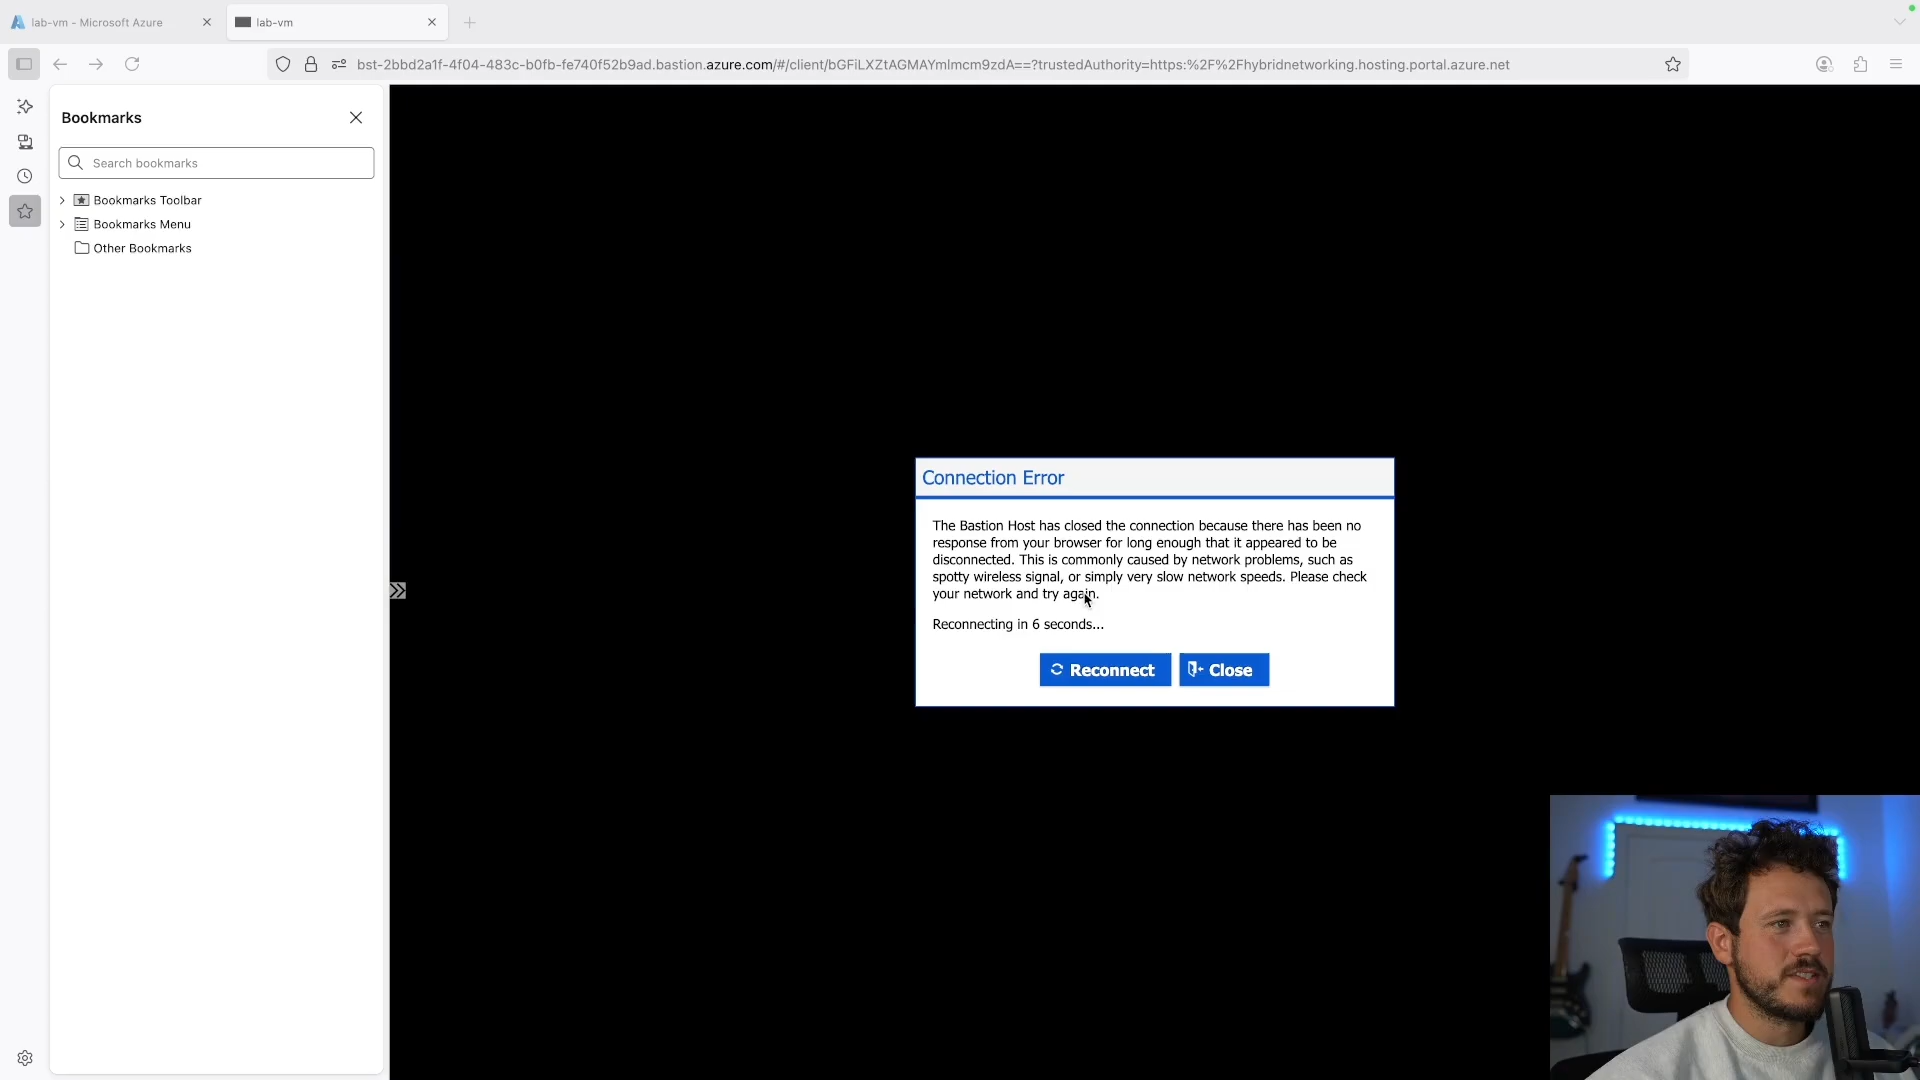 lab-vm - Microsoft Azure
lab-vm
bst-2bbd2a1f-4f04-483c-b0fb-fe740f52b9ad.bastion.azure.com/#/client/bGFiLXZtAGMAYmlmcm9zdA==?trustedAuthority=https:%2F%2Fhybridnetworking.hosting.portal.azure.net
Bookmarks
Search bookmarks
Bookmarks Toolbar
Bookmarks Menu
Other Bookmarks
Connection Error
The Bastion Host has closed the connection because there has been no
response from your browser for long enough that it appeared to be
disconnected. This is commonly caused by network problems, such as
spotty wireless signal, or simply very slow network speeds. Please check
your network and try again.
Reconnecting in 6 seconds...
Reconnect
Close